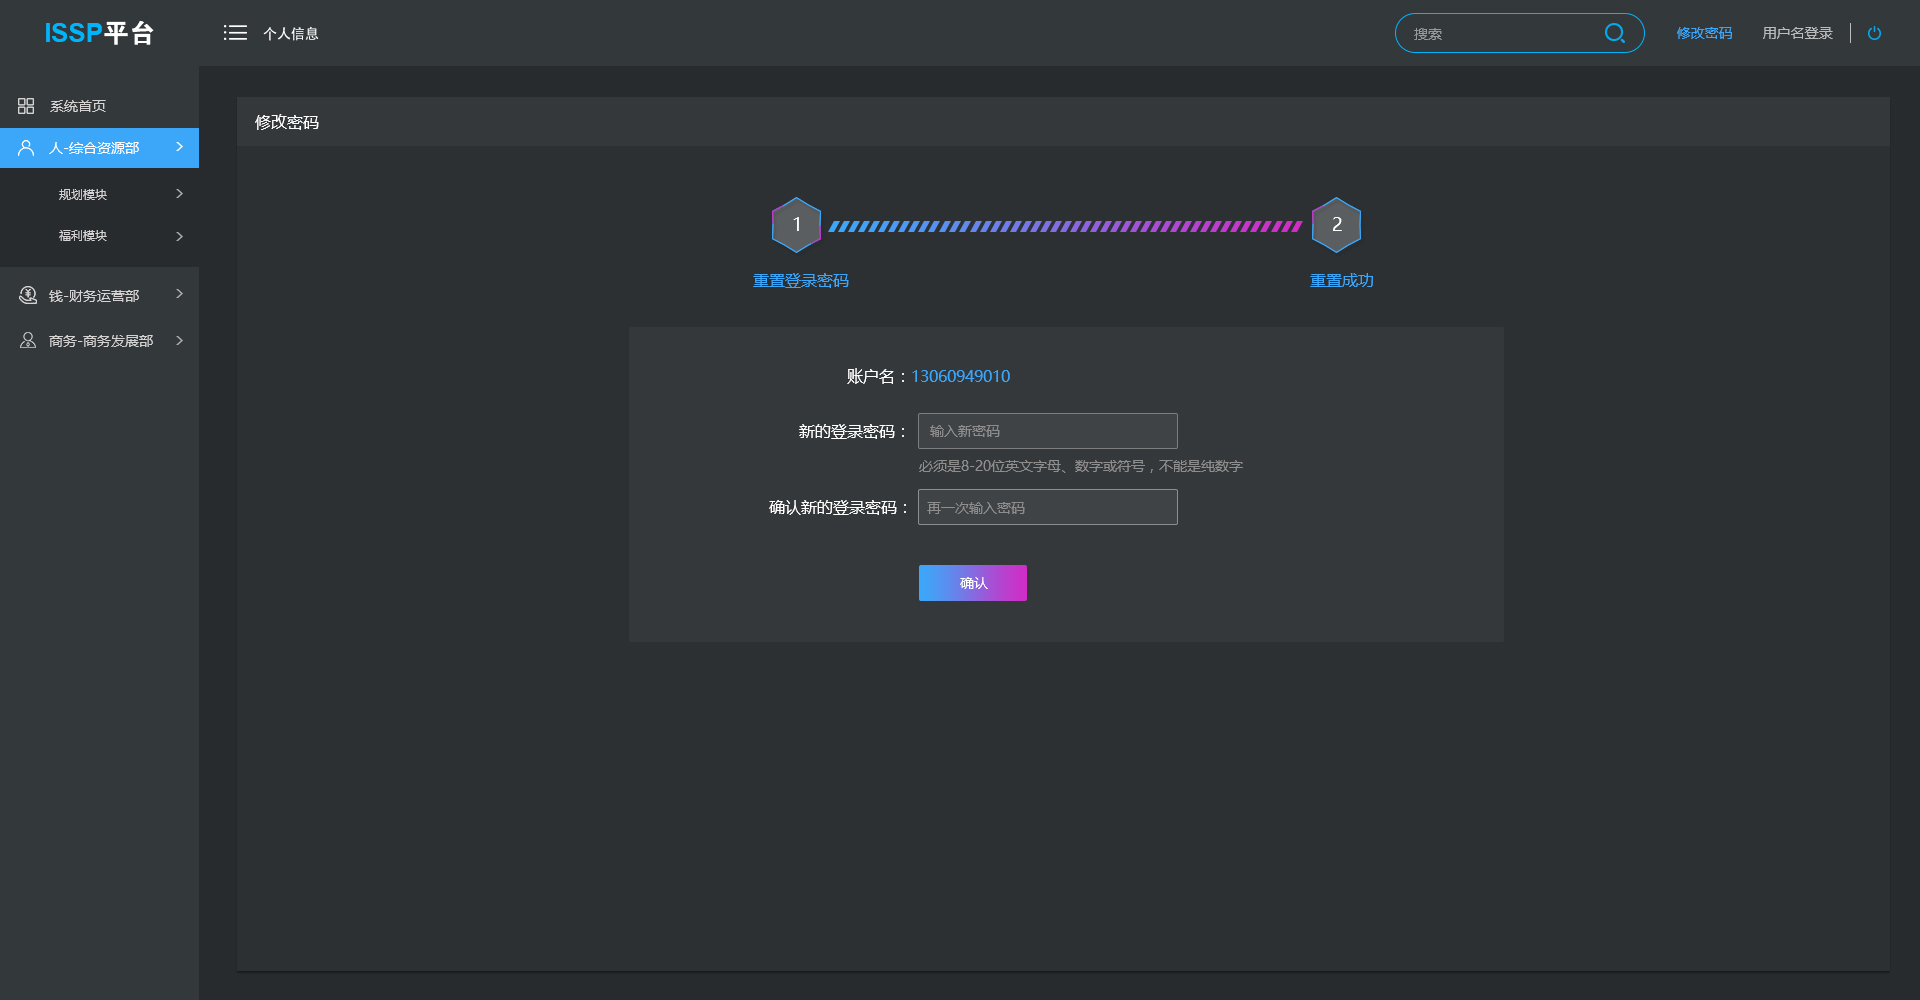 ISSP平台
个人信息
搜索
修改密码
用户名登录
系统首页
人-综合资源部
规划模块
福利模块
钱-财务运营部
商务-商务发展部
修改密码
1
2
重置登录密码
重置成功
账户名：13060949010
新的登录密码：
输入新密码
必须是8-20位英文字母、数字或符号，不能是纯数字
确认新的登录密码：
再一次输入密码
确认